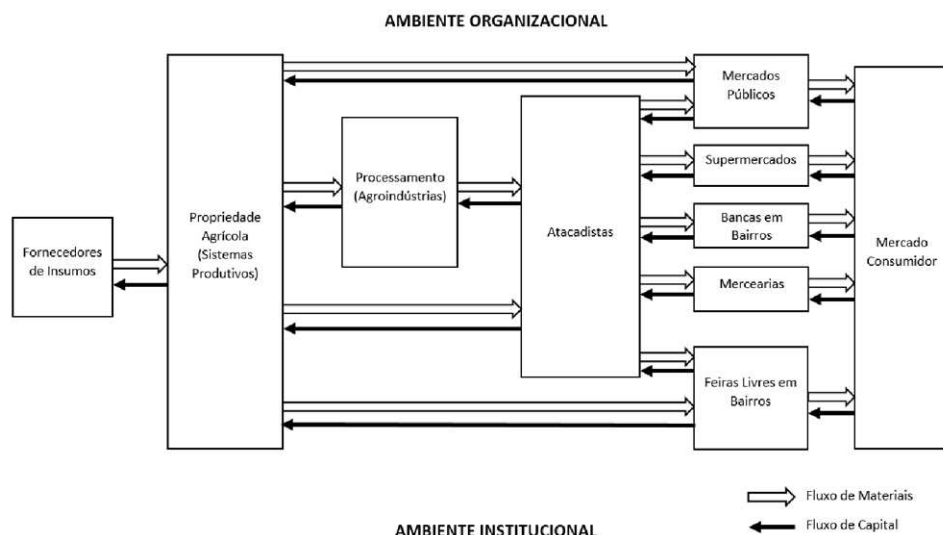 AMBIENTE ORGANIZACIONAL
Fornecedores
de Insumos
Propriedade
Agrícola
(Sistemas
Produtivos)
Processamento
(Agroindústrias)
Atacadistas
Mercados
Públicos
Supermercados
Bancas em
Bairros
Mercearias
Feiras Livres em
Bairros
Mercado
Consumidor
Fluxo de Materiais
Fluxo de Capital
AMBIENTE INSTITUCIONAL